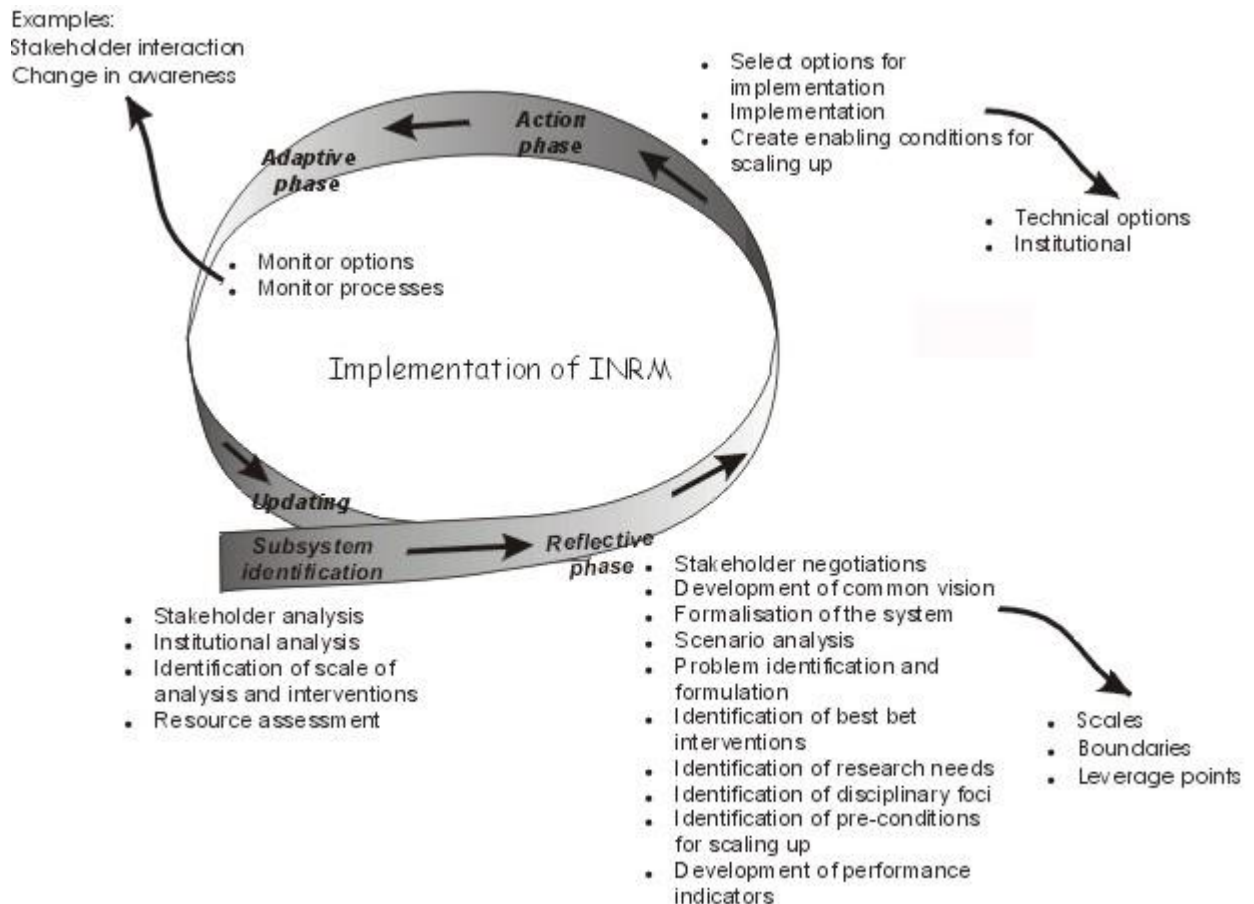 Examples:
Stakeholder interaction
Change in awareness
• Select options for
implementation
• Implementation
• Create enabling conditions for
scaling up
• Technical options
• Institutional
Action
phase
Adaptive
phase
• Monitor options
• Monitor processes
Implementation of INRM
Updating
Subsystem
identification
Reflective
phase
• Stakeholder analysis
• Institutional analysis
• Identification of scale of
analysis and interventions
• Resource assessment
• Stakeholder negotiations
• Development of common vision
• Formalisation of the system
• Scenario analysis
• Problem identification and
formulation
• Identification of best bet
interventions
• Identification of research needs
• Identification of disciplinary foci
• Identification of pre-conditions
for scaling up
• Development of performance
indicators
• Scales
• Boundaries
• Leverage points